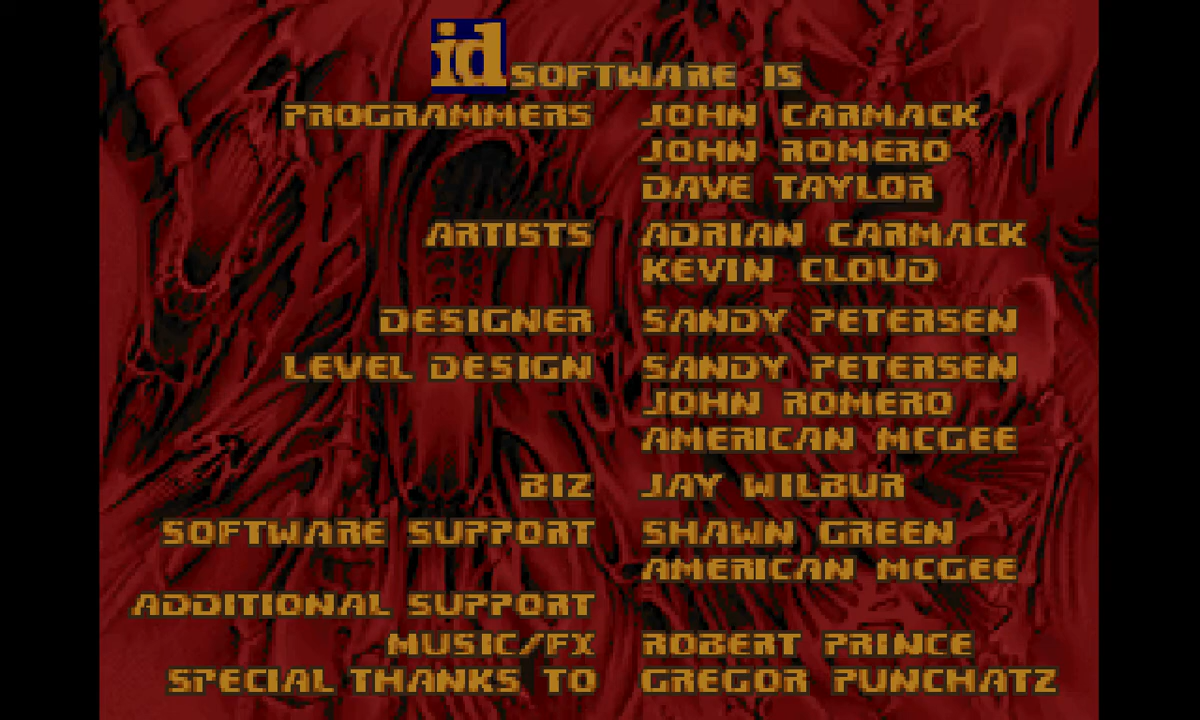 id SOFTWARE IS
PROGRAMMERS JOHN CARMACK
JOHN ROMERO
DAVE TAYLOR
ARTISTS ADRIAN CARMACK
KEVIN CLOUD
DESIGNER SANDY PETERSEN
LEVEL DESIGN SANDY PETERSEN
JOHN ROMERO
AMERICAN MCGEE
BIZ JAY WILBUR
SOFTWARE SUPPORT SHAWN GREEN
AMERICAN MCGEE
ADDITIONAL SUPPORT
MUSIC/FX ROBERT PRINCE
SPECIAL THANKS TO GREGOR PUNCHATZ